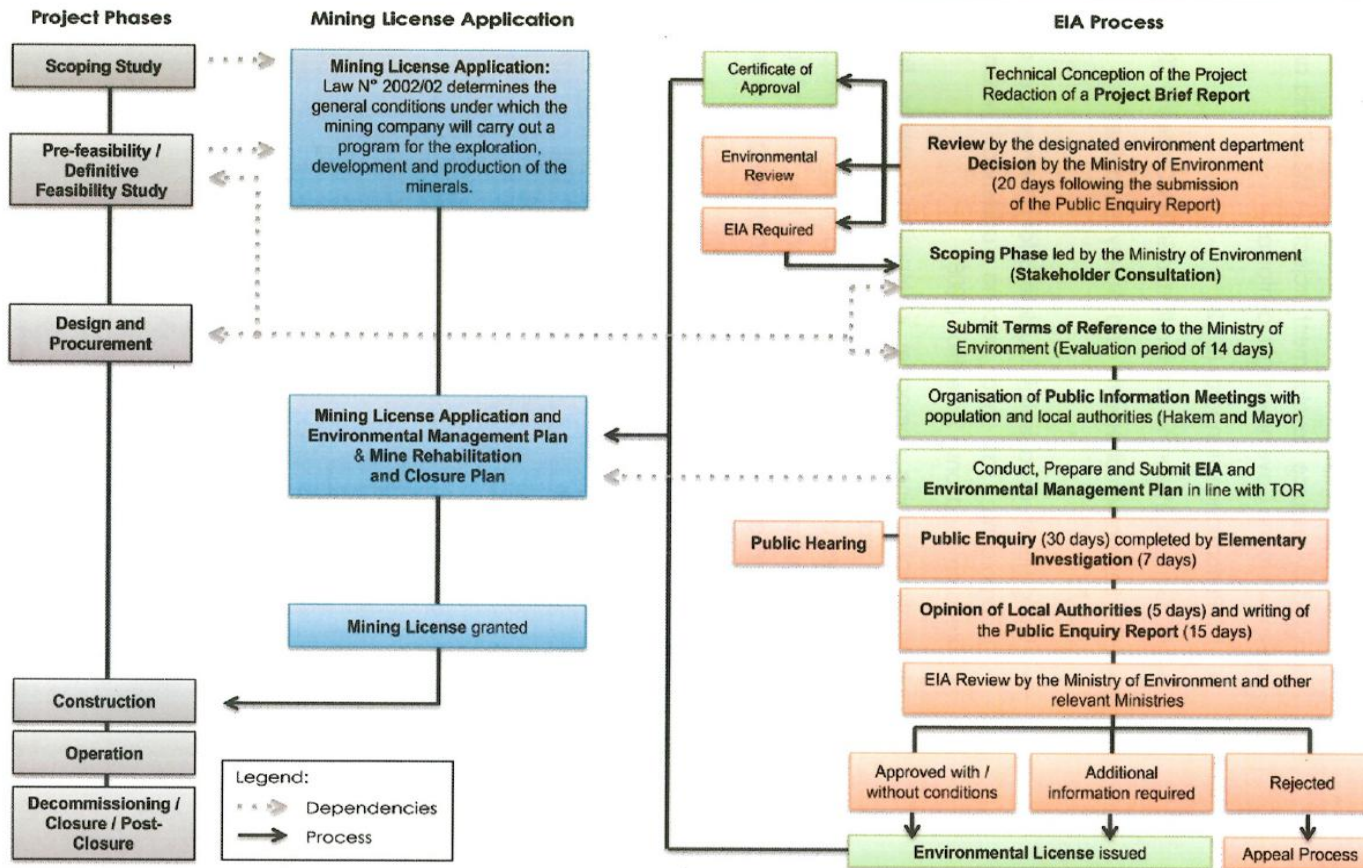 Project Phases
Mining License Application
EIA Process
Scoping Study
Pre-feasibility /
Definitive
Feasibility Study
Design and
Procurement
Construction
Operation
Decommissioning /
Closure / Post-
Closure
Mining License Application:
Law N° 2002/02 determines the
general conditions under which the
mining company will carry out a
program for the exploration,
development and production of the
minerals.
Mining License Application and
Environmental Management Plan
& Mine Rehabilitation
and Closure Plan
Mining License granted
Legend:
Dependencies
Process
Certificate of
Approval
Environmental
Review
EIA Required
Technical Conception of the Project
Redaction of a Project Brief Report
Review by the designated environment department
Decision by the Ministry of Environment
(20 days following the submission
of the Public Enquiry Report)
Scoping Phase led by the Ministry of Environment
(Stakeholder Consultation)
Submit Terms of Reference to the Ministry of
Environment (Evaluation period of 14 days)
Organisation of Public Information Meetings with
population and local authorities (Hakem and Mayor)
Conduct, Prepare and Submit EIA and
Environmental Management Plan in line with TOR
Public Hearing
Public Enquiry (30 days) completed by Elementary
Investigation (7 days)
Opinion of Local Authorities (5 days) and writing of
the Public Enquiry Report (15 days)
EIA Review by the Ministry of Environment and other
relevant Ministries
Approved with /
without conditions
Additional
information required
Rejected
Environmental License issued
Appeal Process